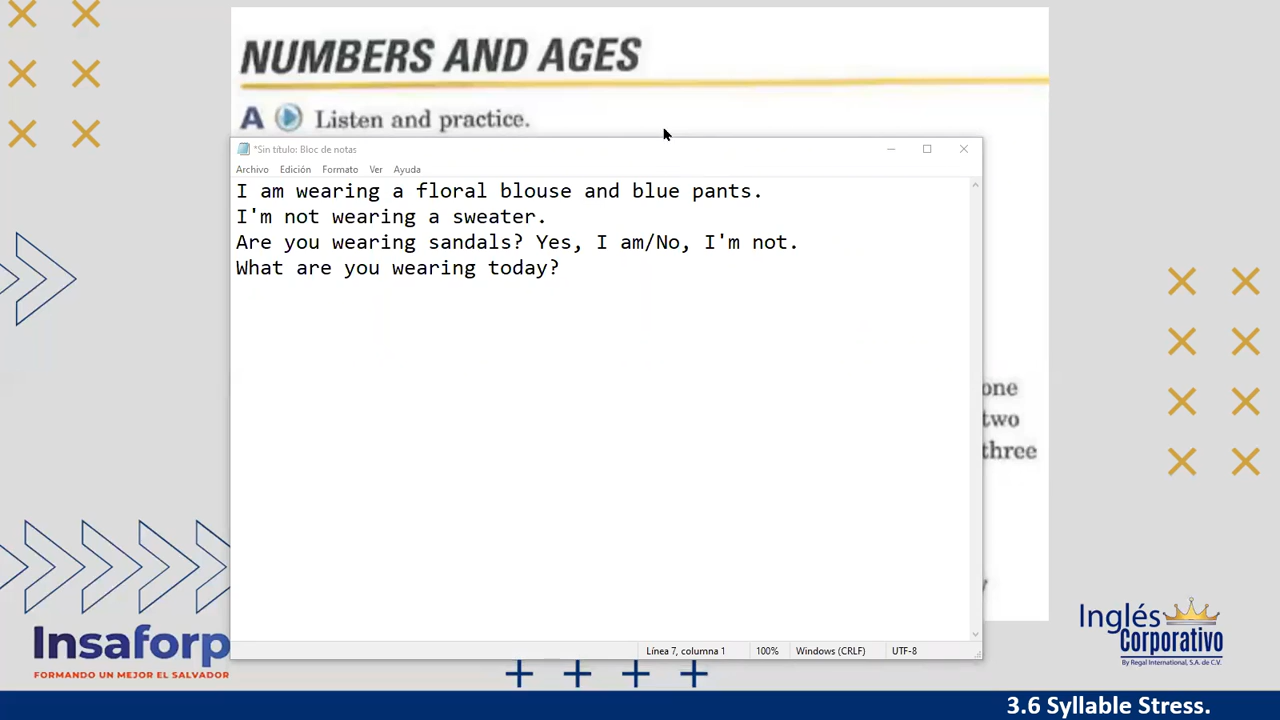 NUMBERS AND AGES
A Listen and practice.
*Sin título: Bloc de notas
Archivo Edición Formato Ver Ayuda
I am wearing a floral blouse and blue pants.
I'm not wearing a sweater.
Are you wearing sandals? Yes, I am/No, I'm not.
What are you wearing today?
one
two
three
Línea 7, columna 1 100% Windows (CRLF) UTF-8
Insaforp
FORMANDO UN MEJOR EL SALVADOR
Inglés
Corporativo
By Regal International, S.A. de C.V.
3.6 Syllable Stress.